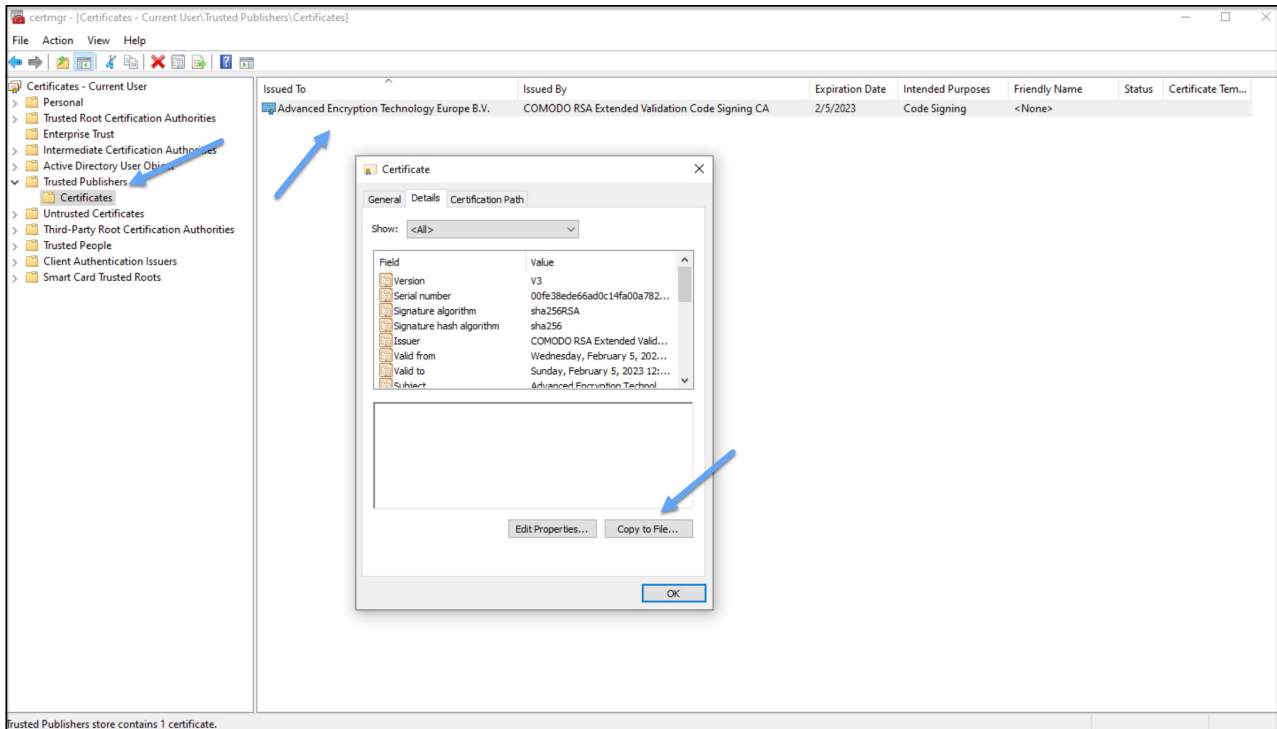 certmgr - [Certificates - Current User\Trusted Publishers\Certificates]
File Action View Help
Certificates - Current User
Personal
Trusted Root Certification Authorities
Enterprise Trust
Intermediate Certification Authorities
Active Directory User Object
Trusted Publishers
Certificates
Untrusted Certificates
Third-Party Root Certification Authorities
Trusted People
Client Authentication Issuers
Smart Card Trusted Roots
Issued To Issued By Expiration Date Intended Purposes Friendly Name Status Certificate Tem...
Advanced Encryption Technology Europe B.V. COMODO RSA Extended Validation Code Signing CA 2/5/2023 Code Signing <None>
Certificate
General Details Certification Path
Show: <All>
Field Value
Version V3
Serial number 00fe38ede66ad0c14fa00a782...
Signature algorithm sha256RSA
Signature hash algorithm sha256
Issuer COMODO RSA Extended Valid...
Valid from Wednesday, February 5, 202...
Valid to Sunday, February 5, 2023 12:...
Subject Advanced Encryption Technol
Edit Properties... Copy to File...
OK
Trusted Publishers store contains 1 certificate.